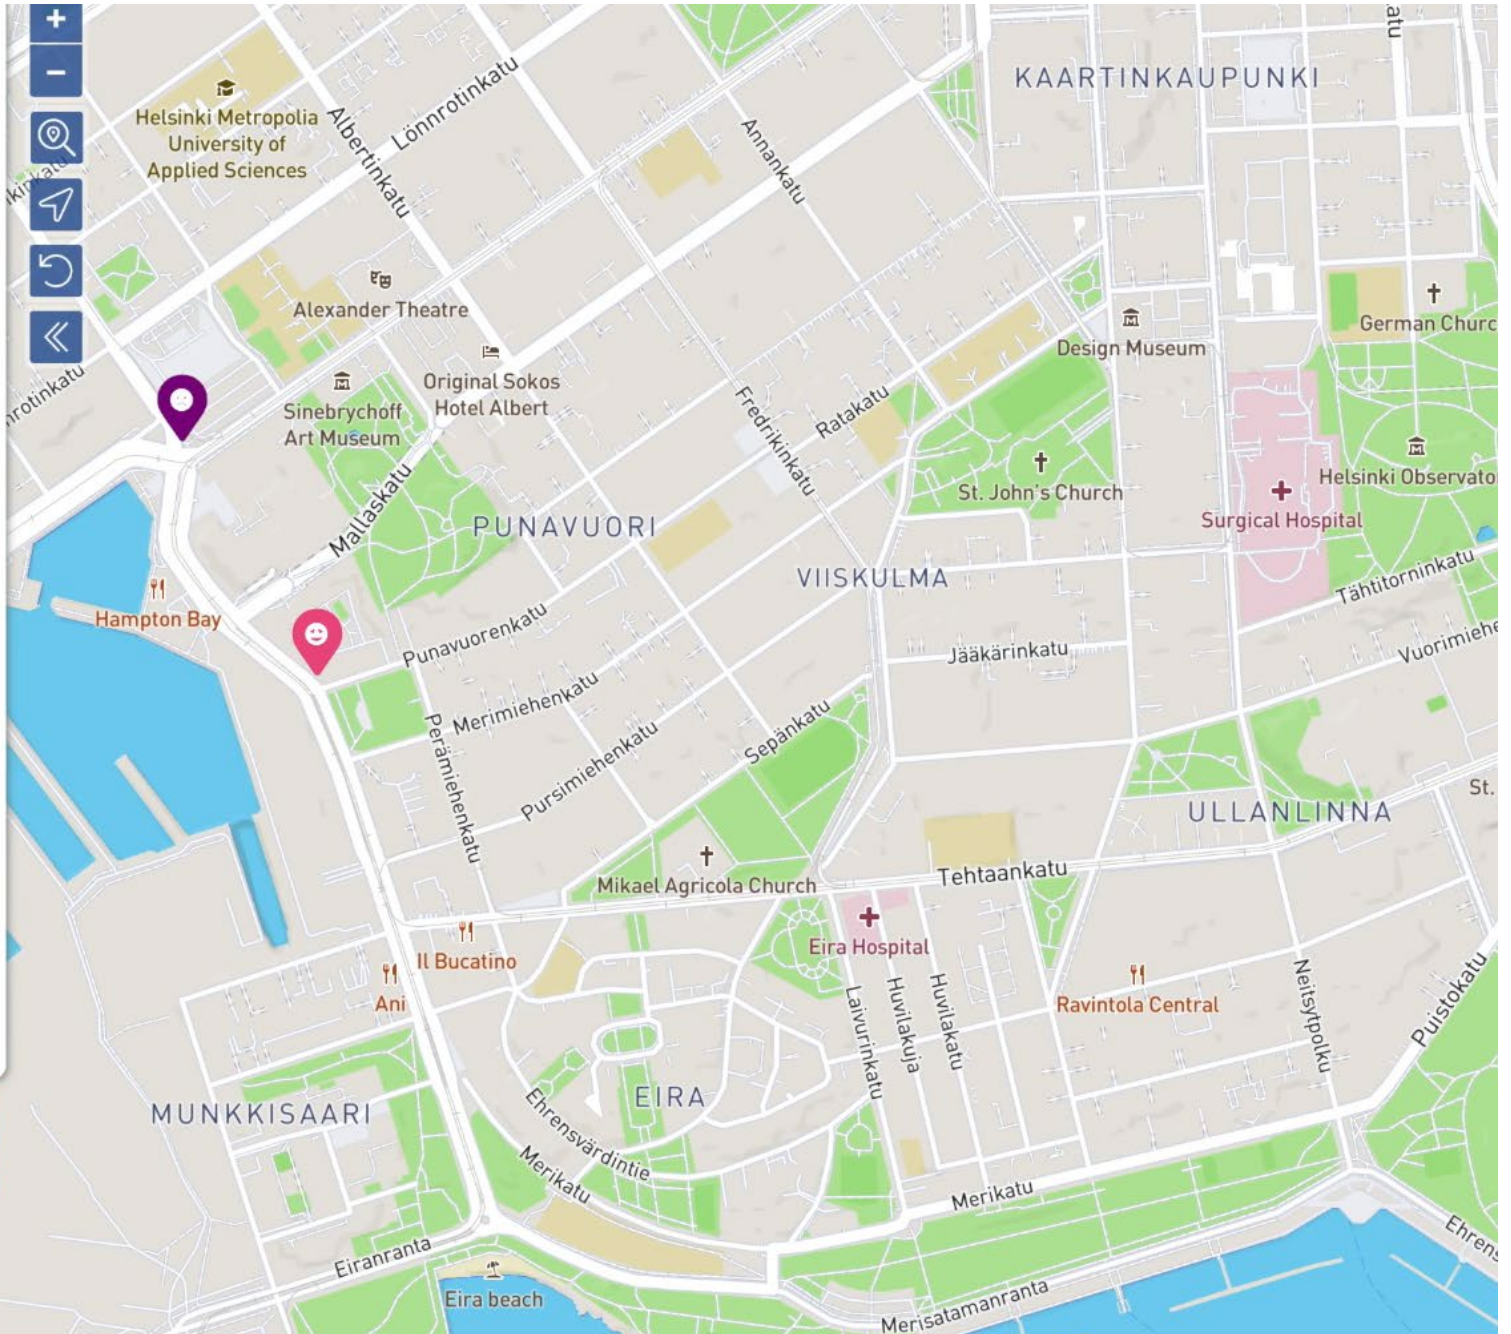 atu
KAARTINKAUPUNKI
Helsinki Metropolia
University of
Applied Sciences
Lönnrotinkatu
Albertinkatu
Annankatu
ikinkatu
Alexander Theatre
German Churc
Design Museum
Original Sokos
Hotel Albert
nrotinkatu
Sinebrychoff
Art Museum
Fredrikinkatu
Ratakatu
Mallaskatu
St. John's Church
Helsinki Observato
Surgical Hospital
PUNAVUORI
VIISKULMA
Tähtitorninkatu
Hampton Bay
Punavuorenkatu
Jääkärinkatu
Vuorimiehe
Merimiehenkatu
Perämiehenkatu
Sepänkatu
Pursimiehenkatu
St.
ULLANLINNA
Mikael Agricola Church
Tehtaankatu
Il Bucatino
Eira Hospital
Ani
Ravintola Central
Laivurinkatu
Huvilakuja
Huvilakatu
Neitsytpolku
Puistokatu
EIRA
MUNKKISAARI
Ehrensvärdintie
Merikatu
Merikatu
Eiranranta
Ehrens
Eira beach
Merisatamanranta